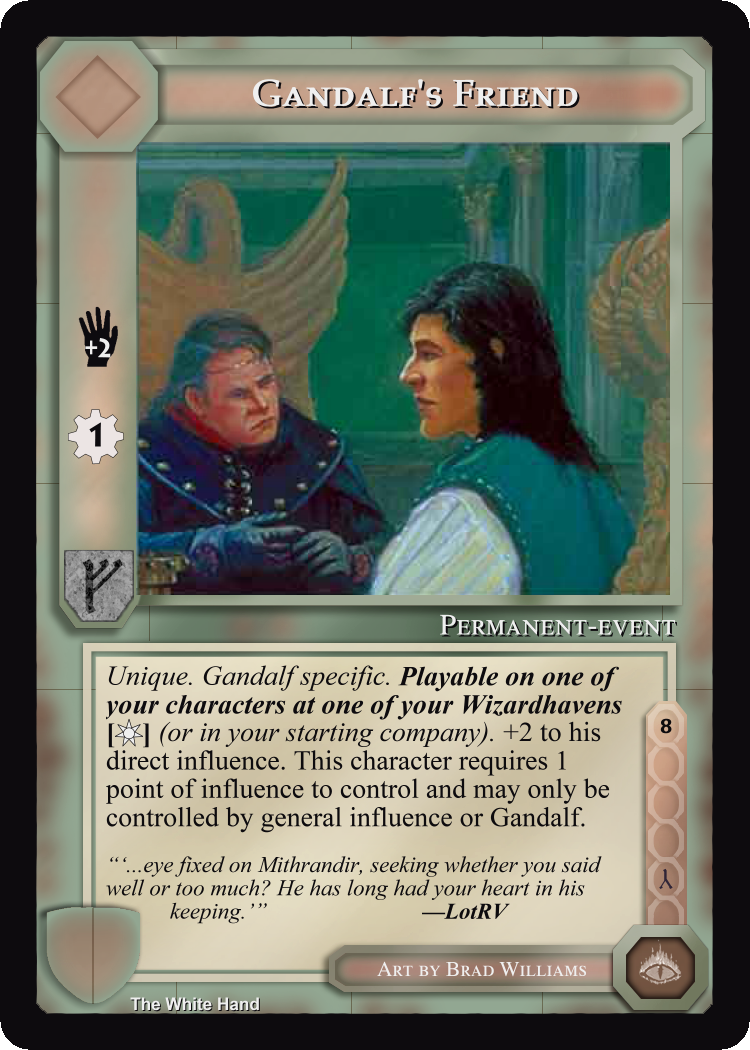 Gandalf's Friend
+2
1
Permanent-event
Unique. Gandalf specific. Playable on one of
your characters at one of your Wizardhavens
[] (or in your starting company). +2 to his
direct influence. This character requires 1
point of influence to control and may only be
controlled by general influence or Gandalf.
8
“‘...eye fixed on Mithrandir, seeking whether you said
well or too much? He has long had your heart in his
keeping.’” —LotRV
Art by Brad Williams
The White Hand